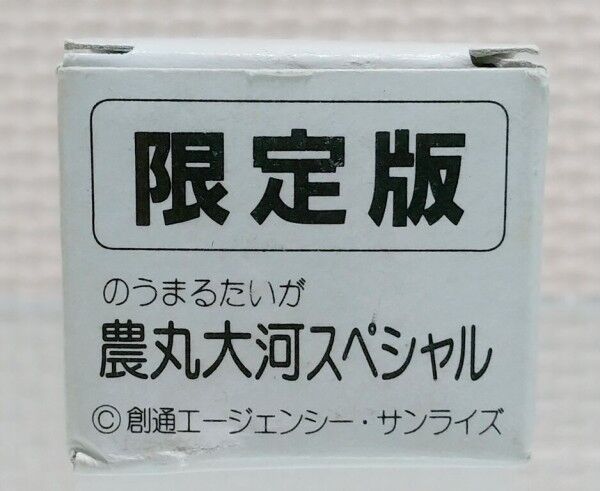 限定版
のうまるたいが
農丸大河スペシャル
©創通エージェンシー・サンライズ